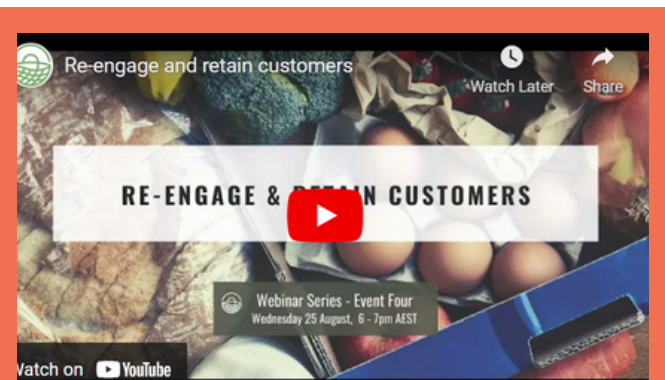 Re-engage and retain customers
Watch Later
Share
RE-ENGAGE & RETAIN CUSTOMERS
Webinar Series - Event Four
Wednesday 25 August, 6 - 7pm AEST
Watch on YouTube